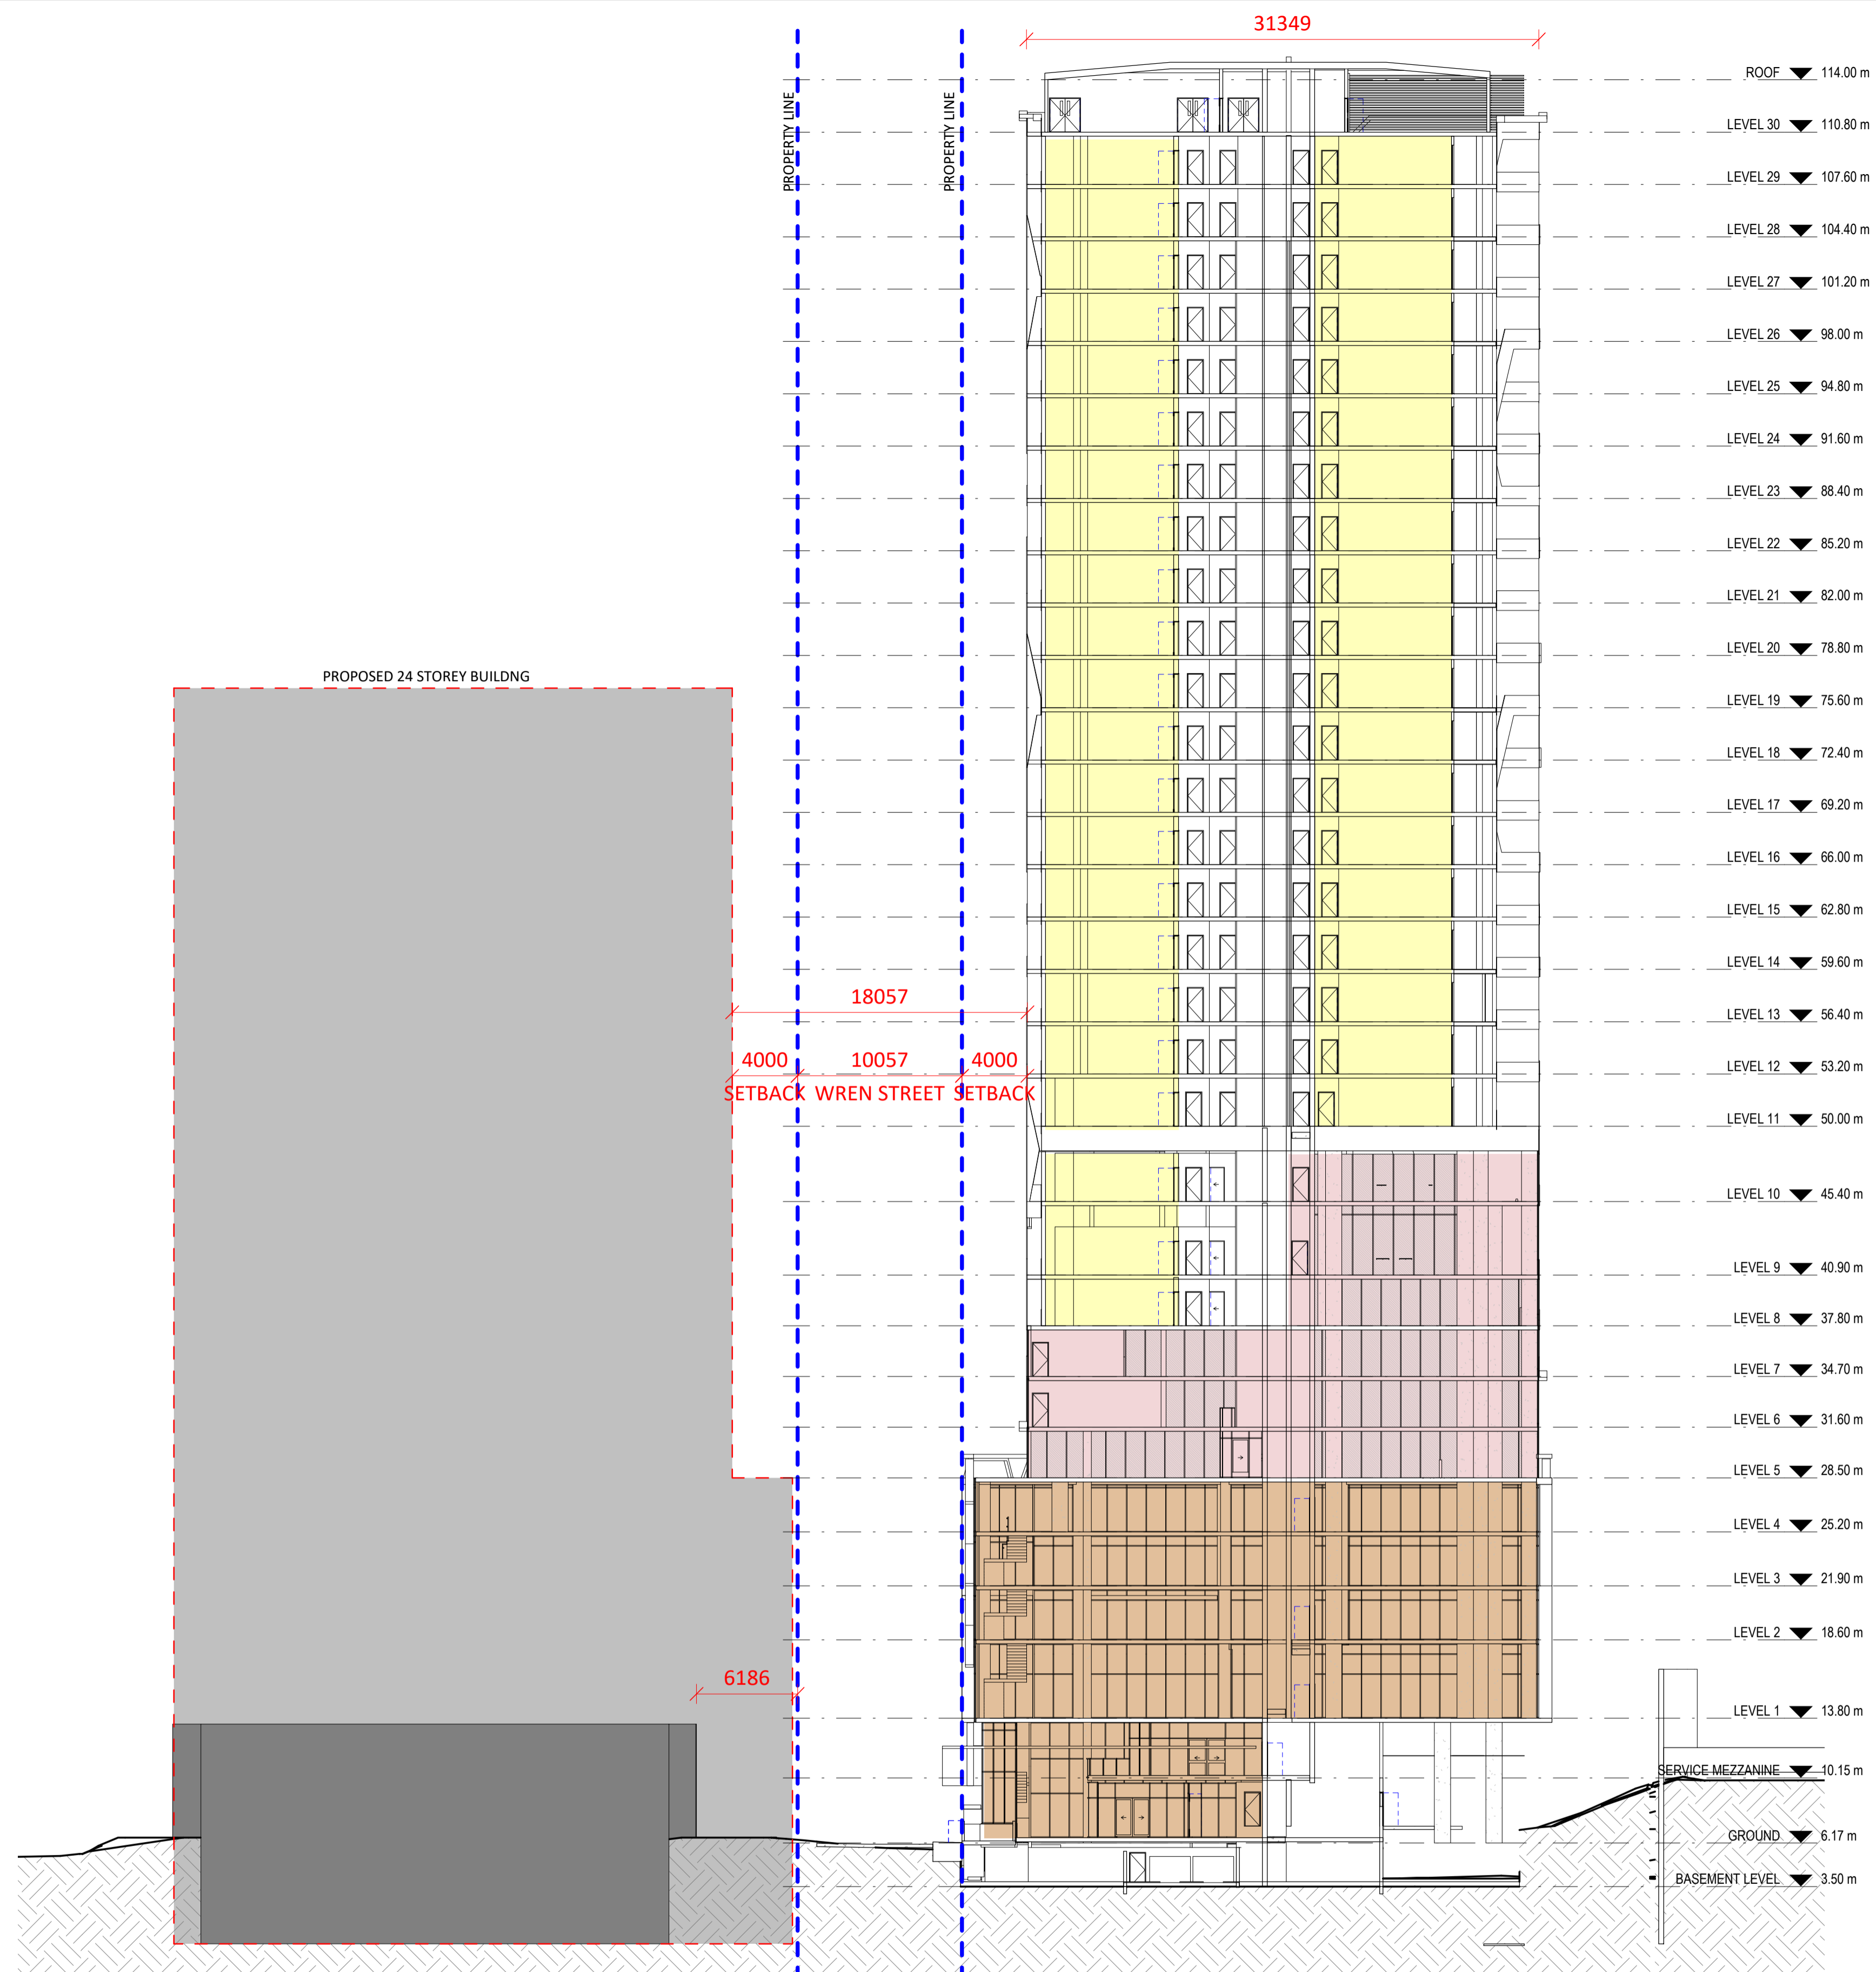 31349
PROPERTY LINE
PROPERTY LINE
ROOF 114.00 m
LEVEL 30 110.80 m
LEVEL 29 107.60 m
LEVEL 28 104.40 m
LEVEL 27 101.20 m
LEVEL 26 98.00 m
LEVEL 25 94.80 m
LEVEL 24 91.60 m
LEVEL 23 88.40 m
LEVEL 22 85.20 m
LEVEL 21 82.00 m
LEVEL 20 78.80 m
PROPOSED 24 STOREY BUILDNG
LEVEL 19 75.60 m
LEVEL 18 72.40 m
LEVEL 17 69.20 m
LEVEL 16 66.00 m
LEVEL 15 62.80 m
LEVEL 14 59.60 m
18057
LEVEL 13 56.40 m
4000 10057 4000
LEVEL 12 53.20 m
SETBACK WREN STREET SETBACK
LEVEL 11 50.00 m
LEVEL 10 45.40 m
LEVEL 9 40.90 m
LEVEL 8 37.80 m
LEVEL 7 34.70 m
LEVEL 6 31.60 m
LEVEL 5 28.50 m
LEVEL 4 25.20 m
LEVEL 3 21.90 m
LEVEL 2 18.60 m
6186
LEVEL 1 13.80 m
SERVICE MEZZANINE 10.15 m
GROUND 6.17 m
BASEMENT LEVEL 3.50 m